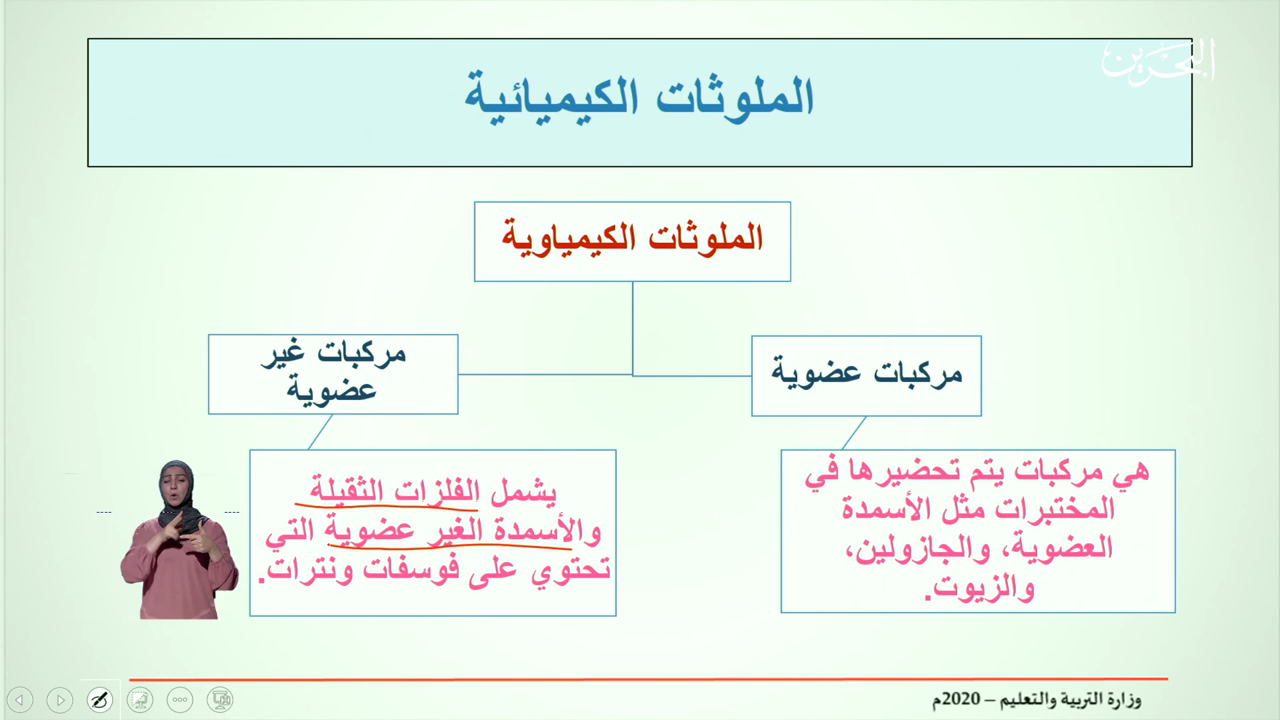 البحرين
الملوثات الكيميائية
الملوثات الكيمياوية
مركبات عضوية
هي مركبات يتم تحضيرها في
المختبرات مثل الأسمدة
العضوية، والجازولين،
والزيوت.
مركبات غير
عضوية
يشمل الفلزات الثقيلة
والأسمدة الغير عضوية التي
تحتوي على فوسفات ونترات.
وزارة التربية والتعليم – 2020م